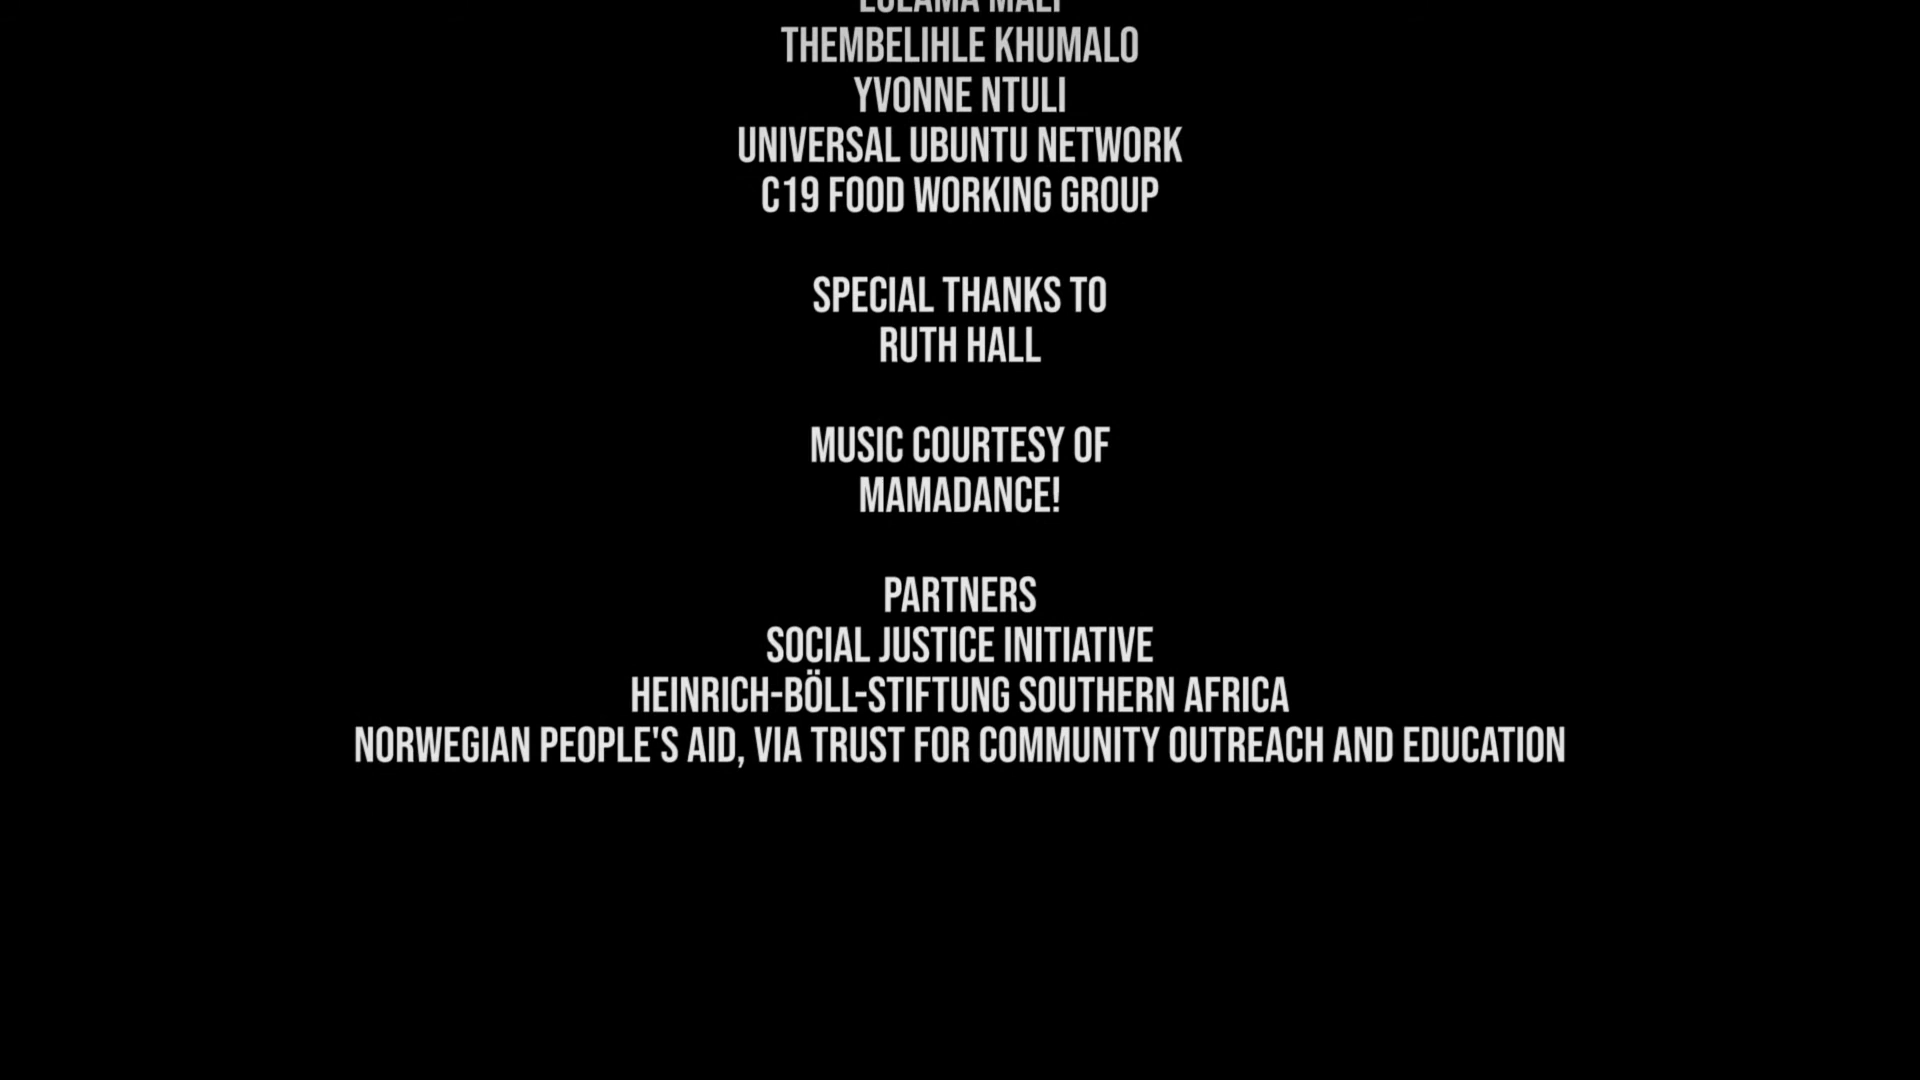 LULAMA MALI
THEMBELIHLE KHUMALO
YVONNE NTULI
UNIVERSAL UBUNTU NETWORK
C19 FOOD WORKING GROUP
SPECIAL THANKS TO
RUTH HALL
MUSIC COURTESY OF
MAMADANCE!
PARTNERS
SOCIAL JUSTICE INITIATIVE
HEINRICH-BÖLL-STIFTUNG SOUTHERN AFRICA
NORWEGIAN PEOPLE'S AID, VIA TRUST FOR COMMUNITY OUTREACH AND EDUCATION